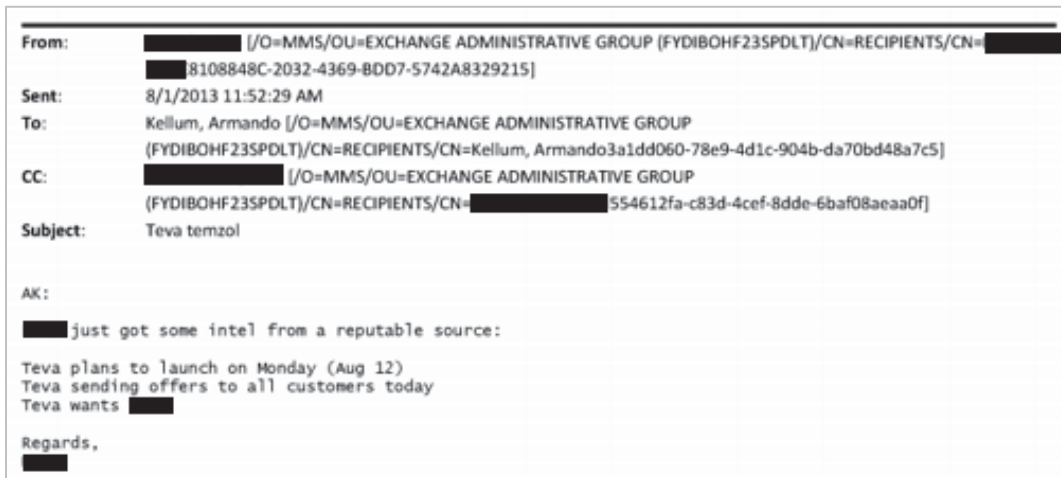 From: [/O=MMS/OU=EXCHANGE ADMINISTRATIVE GROUP (FYDIBOHF23SPDLT)/CN=RECIPIENTS/CN=
8108848C-2032-4369-BDD7-5742A8329215]
Sent: 8/1/2013 11:52:29 AM
To: Kellum, Armando [/O=MMS/OU=EXCHANGE ADMINISTRATIVE GROUP
(FYDIBOHF23SPDLT)/CN=RECIPIENTS/CN=Kellum, Armando3a1dd060-78e9-4d1c-904b-da70bd48a7c5]
CC: [/O=MMS/OU=EXCHANGE ADMINISTRATIVE GROUP
(FYDIBOHF23SPDLT)/CN=RECIPIENTS/CN= 554612fa-c83d-4cef-8dde-6baf08aeaa0f]
Subject: Teva temzol
AK:
just got some intel from a reputable source:
Teva plans to launch on Monday (Aug 12)
Teva sending offers to all customers today
Teva wants
Regards,